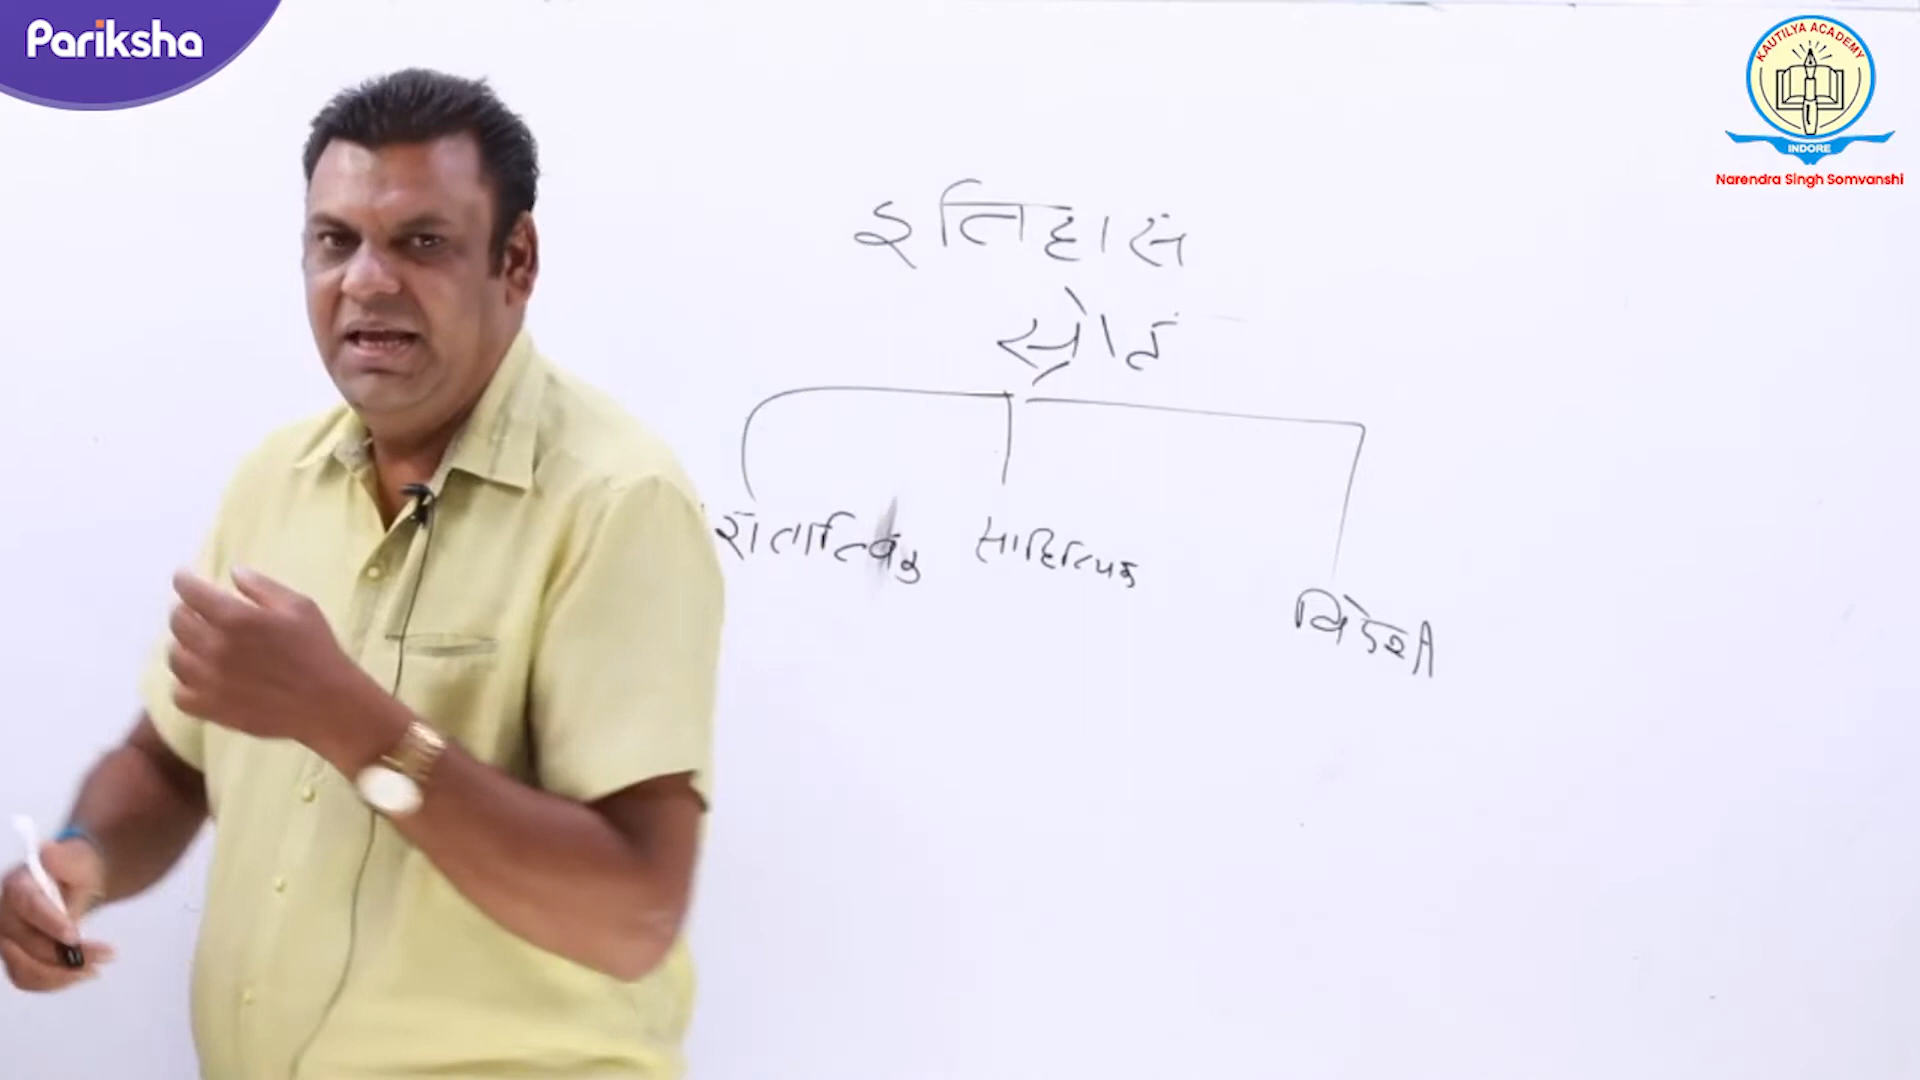 Pariksha
KAUTILYA ACADEMY
INDORE
Narendra Singh Somvanshi
इतिहास
स्रोत
साहित्यिक
विदेशी